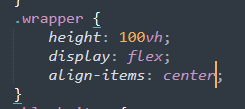 .wrapper {
height: 100vh;
display: flex;
align-items: center;
}